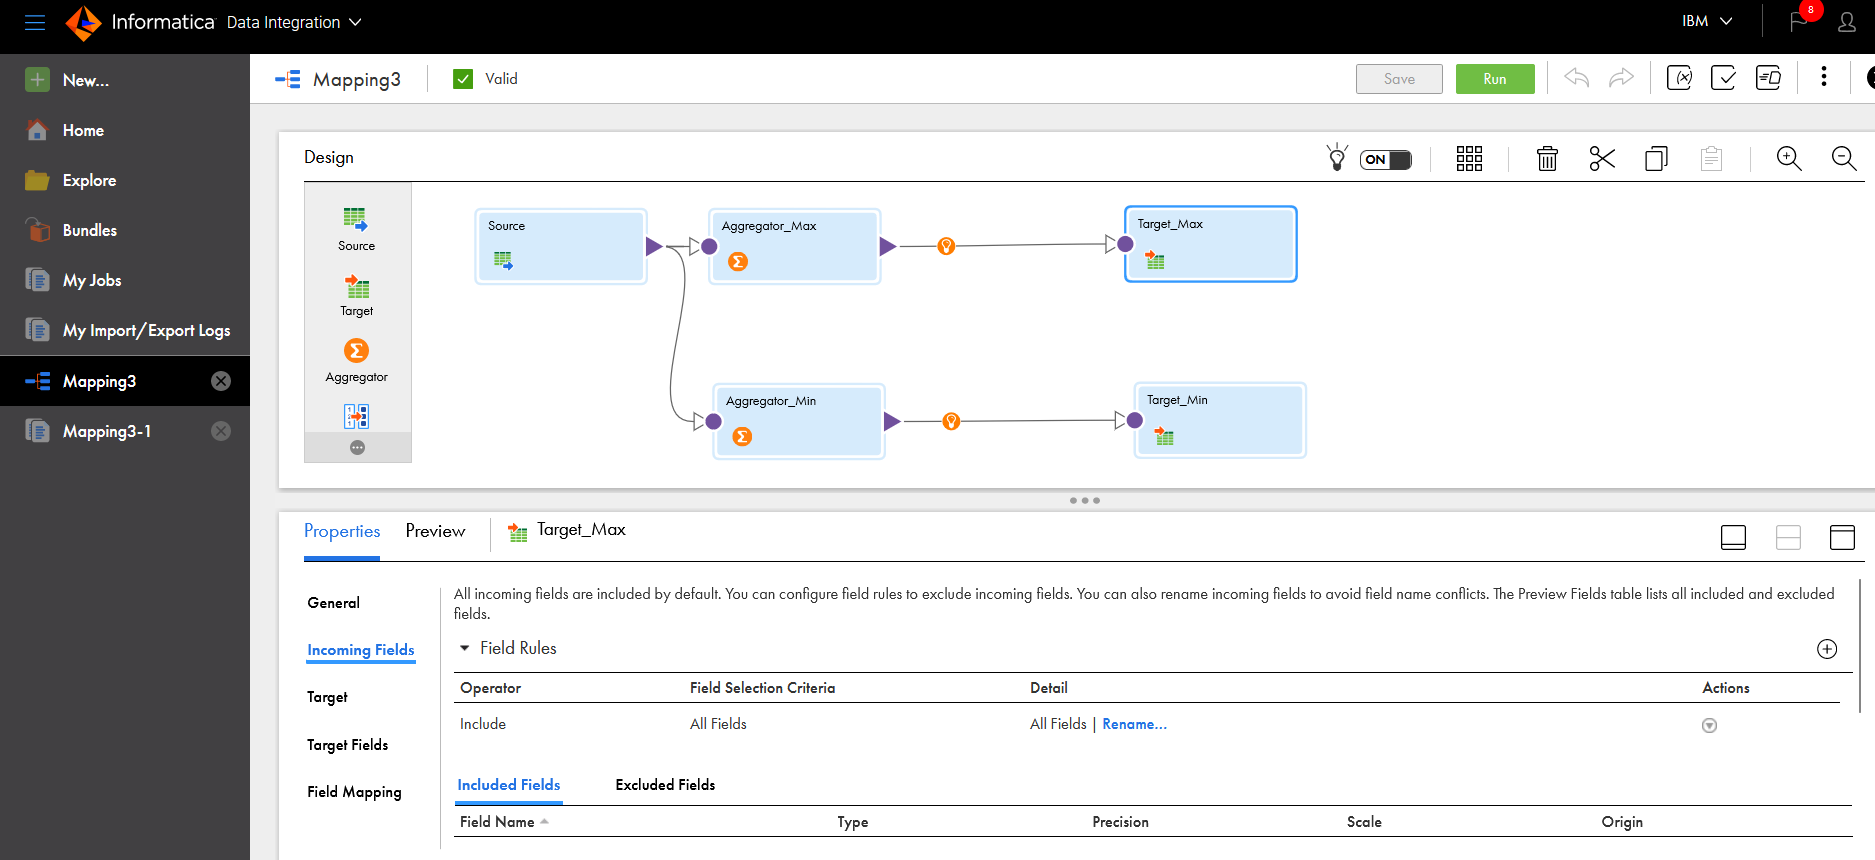 Informatica Data Integration
IBM
8
New...
Home
Explore
Bundles
My Jobs
My Import/Export Logs
Mapping3
Mapping3-1
Mapping3
Valid
Save
Run
Design
ON
Source
Target
Aggregator
Source
Aggregator_Max
Target_Max
Aggregator_Min
Target_Min
Properties
Preview
Target_Max
General
Incoming Fields
Target
Target Fields
Field Mapping
All incoming fields are included by default. You can configure field rules to exclude incoming fields. You can also rename incoming fields to avoid field name conflicts. The Preview Fields table lists all included and excluded
fields.
Field Rules
Operator Field Selection Criteria Detail Actions
Include All Fields All Fields | Rename...
Included Fields Excluded Fields
Field Name Type Precision Scale Origin